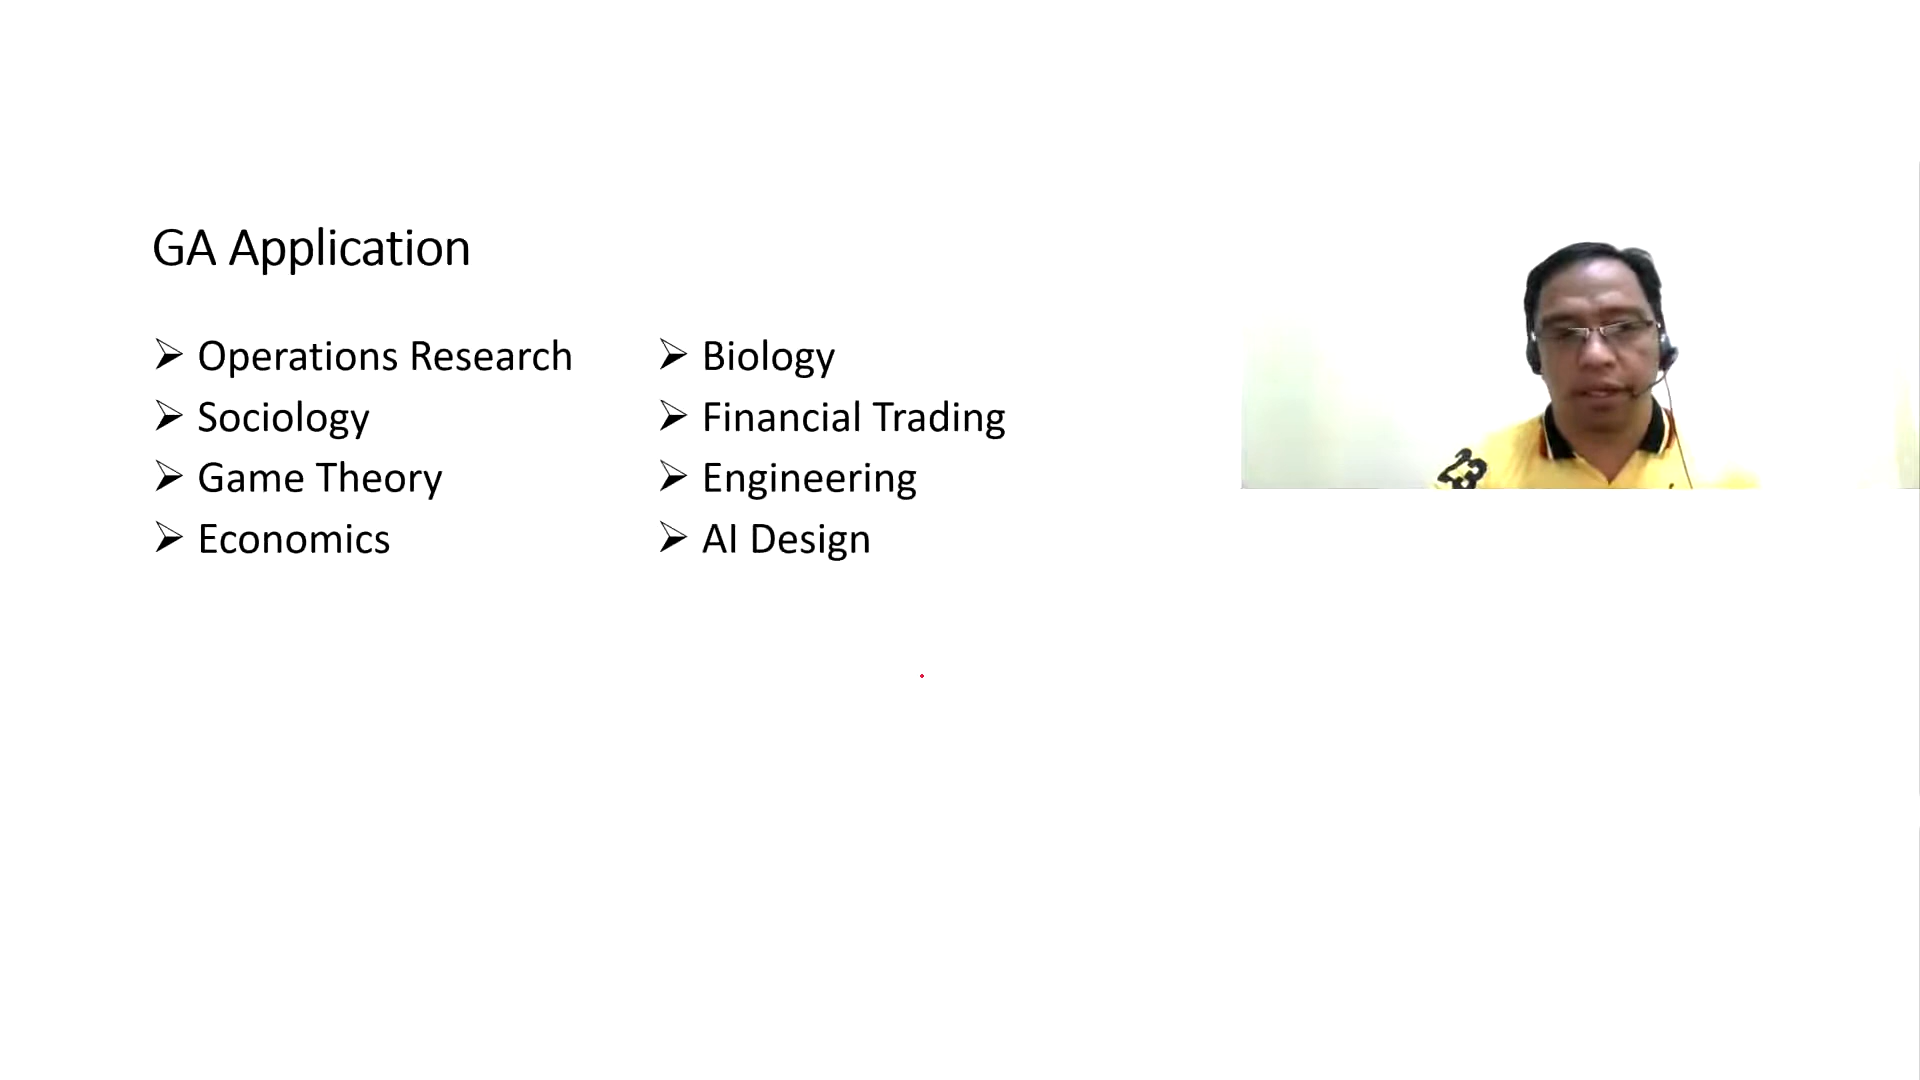 GA Application
➢ Operations Research
➢ Sociology
➢ Game Theory
➢ Economics
➢ Biology
➢ Financial Trading
➢ Engineering
➢ AI Design